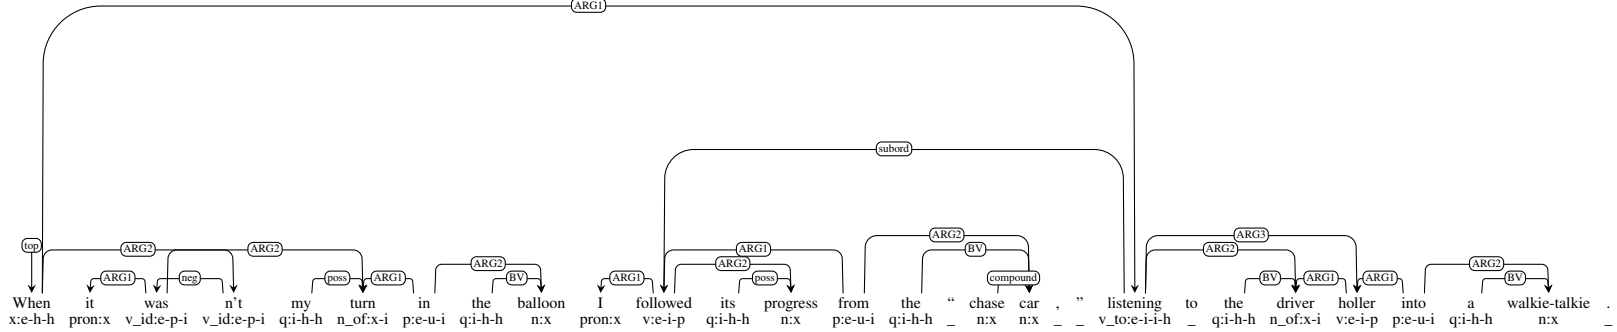 ARG1
subord
ARG2 ARG3
top ARG2 ARG2 ARG1 BV ARG2
ARG2 ARG2 ARG2
ARG1 neg poss ARG1 BV ARG1 poss compound BV ARG1 ARG1 BV
When it was n't my turn in the balloon I followed its progress from the “ chase car , ” listening to the driver holler into a walkie-talkie .
x:e-h-h pron:x v_id:e-p-i v_id:e-p-i q:i-h-h n_of:x-i p:e-u-i q:i-h-h n:x pron:x v:e-i-p q:i-h-h n:x p:e-u-i q:i-h-h _ n:x n:x _ _ v_to:e-i-i-h _ q:i-h-h n_of:x-i v:e-i-p p:e-u-i q:i-h-h n:x _